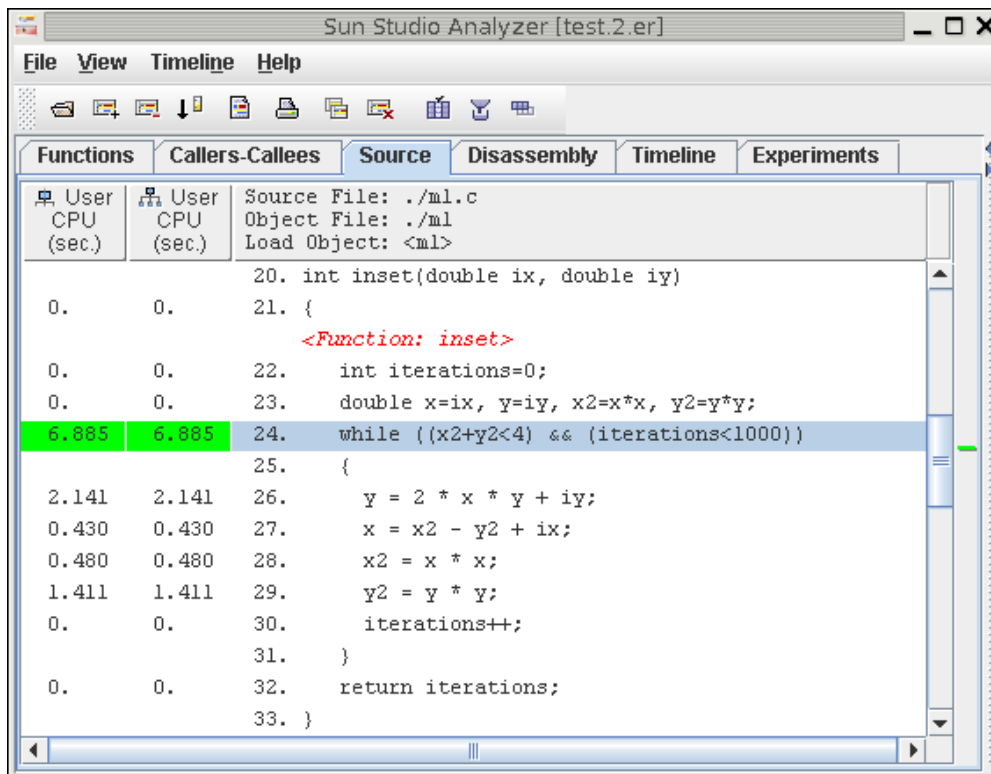 Sun Studio Analyzer [test.2.er]
File View Timeline Help
Functions Callers-Callees Source Disassembly Timeline Experiments
User CPU (sec.) User CPU (sec.) Source File: ./ml.c
Object File: ./ml
Load Object: <ml>
20. int inset(double ix, double iy)
0. 0. 21. {
<Function: inset>
0. 0. 22. int iterations=0;
0. 0. 23. double x=ix, y=iy, x2=x*x, y2=y*y;
6.885 6.885 24. while ((x2+y2<4) && (iterations<1000))
25. {
2.141 2.141 26. y = 2 * x * y + iy;
0.430 0.430 27. x = x2 - y2 + ix;
0.480 0.480 28. x2 = x * x;
1.411 1.411 29. y2 = y * y;
0. 0. 30. iterations++;
31. }
0. 0. 32. return iterations;
33. }